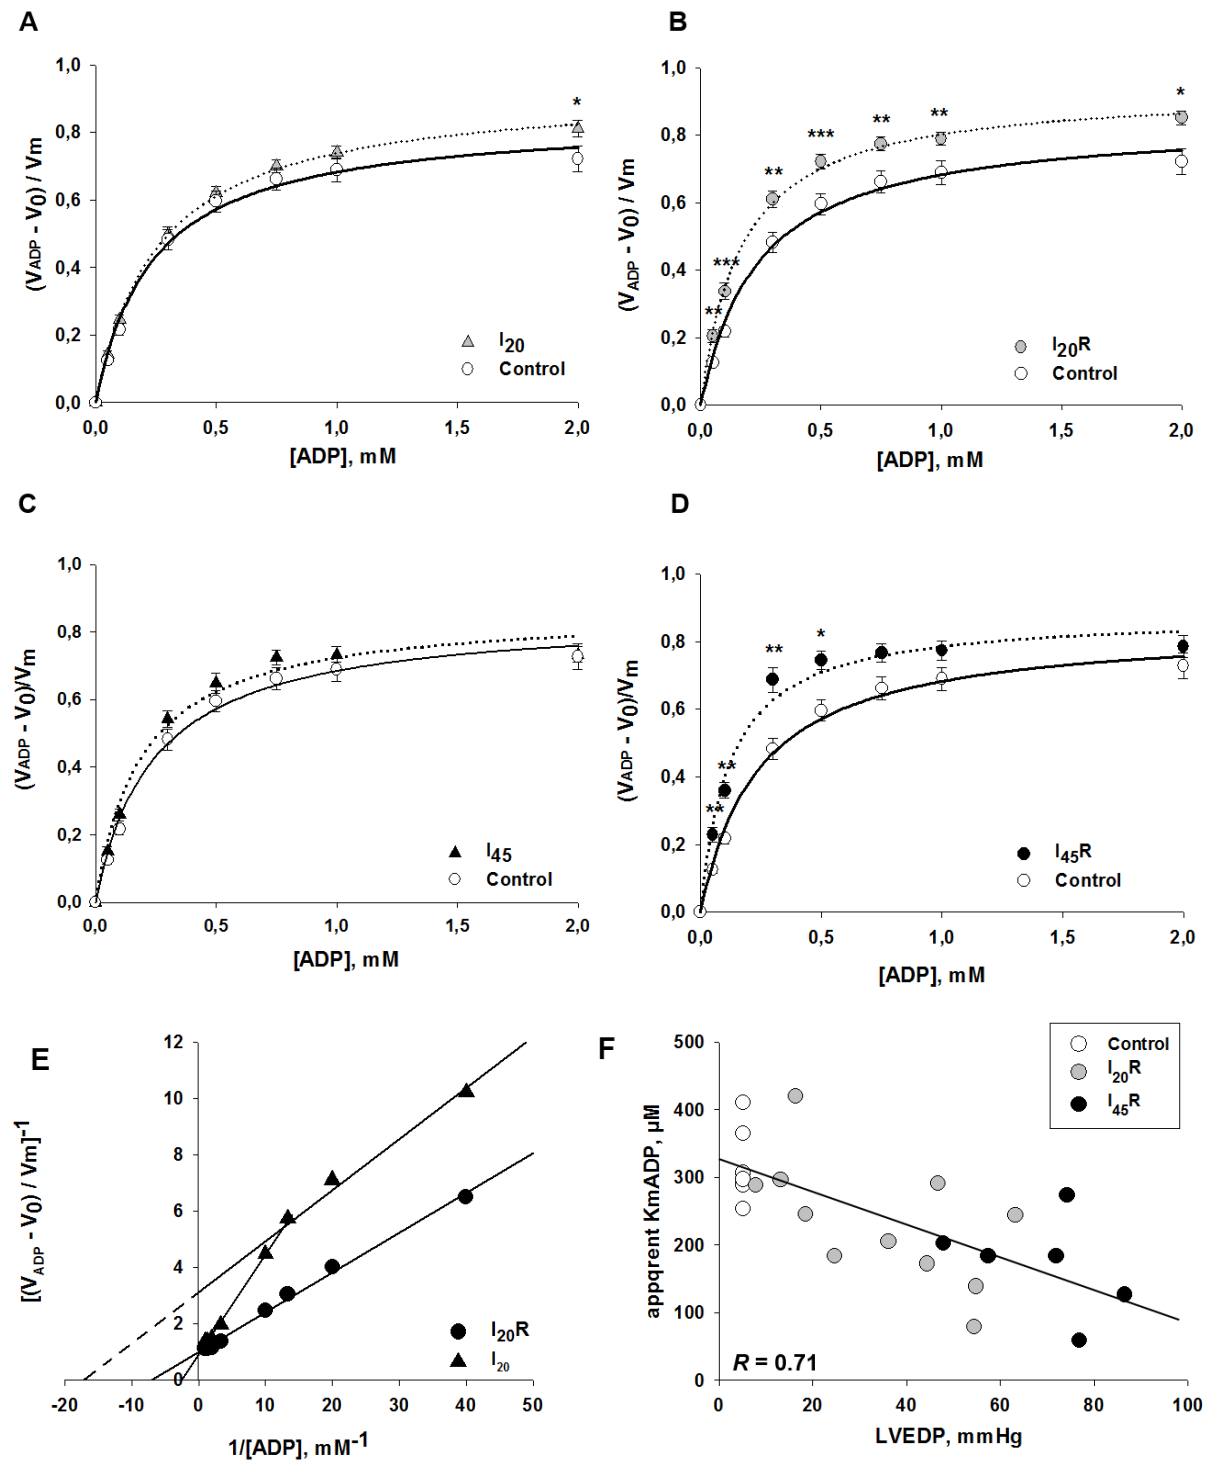 A
1,0
0,8
0,6
0,4
0,2
0,0
(VADP - V0) / Vm
*
I20
Control
0,0 0,5 1,0 1,5 2,0
[ADP], mM
B
1,0
0,8
0,6
0,4
0,2
0,0
(VADP - V0) / Vm
** *** ** *** ** ** *
I20R
Control
0,0 0,5 1,0 1,5 2,0
[ADP], mM
C
1,0
0,8
0,6
0,4
0,2
0,0
(VADP - V0)/Vm
I45
Control
0,0 0,5 1,0 1,5 2,0
[ADP], mM
D
1,0
0,8
0,6
0,4
0,2
0,0
(VADP - V0)/Vm
** ** ** *
I45R
Control
0,0 0,5 1,0 1,5 2,0
[ADP], mM
E
12
10
8
6
4
2
0
[(VADP - V0) / Vm]-1
I20R
I20
-20 -10 0 10 20 30 40 50
1/[ADP], mM-1
F
500
400
300
200
100
0
appqrent KmADP, µM
Control
I20R
I45R
R = 0.71
0 20 40 60 80 100
LVEDP, mmHg